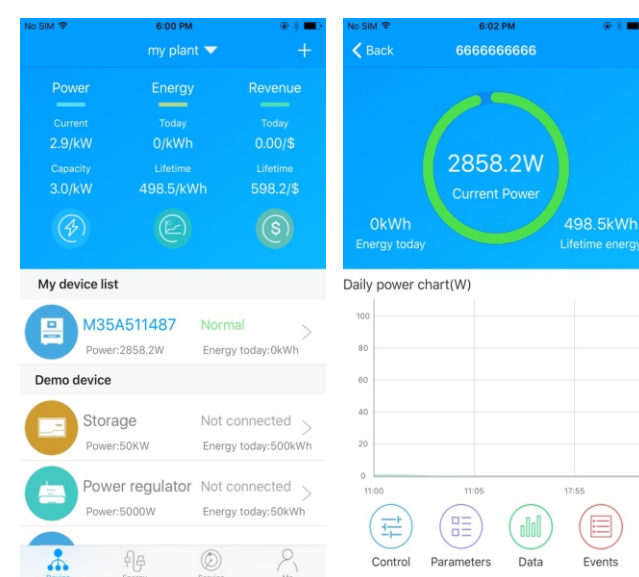 No SIM 6:00 PM
my plant
Power Energy Revenue
Current Today Today
2.9/kW 0/kWh 0.00/$
Capacity Lifetime Lifetime
3.0/kW 498.5/kWh 598.2/$
$
My device list
M35A511487 Normal
Power:2858.2W Energy today:0kWh
Demo device
Storage Not connected
Power:50KW Energy today:500kWh
Power regulator Not connected
Power:5000W Energy today:50kWh
Device Energy Service Me
No SIM 6:02 PM
Back 6666666666
2858.2W
Current Power
0kWh 498.5kWh
Energy today Lifetime energy
Daily power chart(W)
100
80
60
40
20
0
11:00 11:05 17:55
Control Parameters Data Events